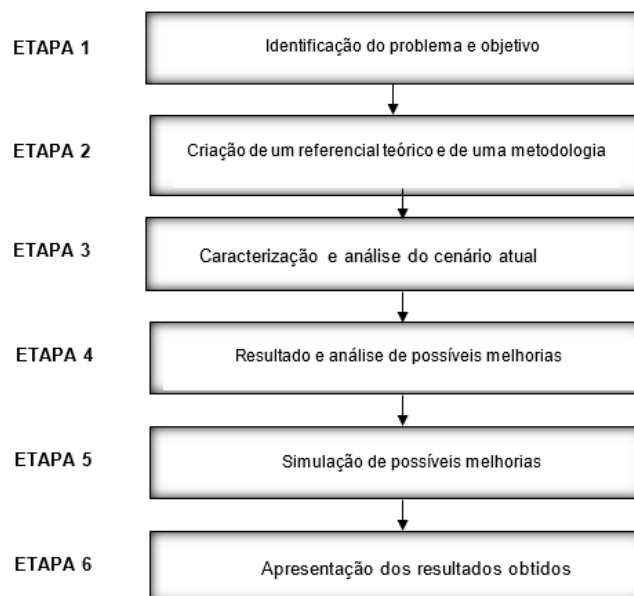 ETAPA 1
Identificação do problema e objetivo
ETAPA 2
Criação de um referencial teórico e de uma metodologia
ETAPA 3
Caracterização e análise do cenário atual
ETAPA 4
Resultado e análise de possíveis melhorias
ETAPA 5
Simulação de possíveis melhorias
ETAPA 6
Apresentação dos resultados obtidos